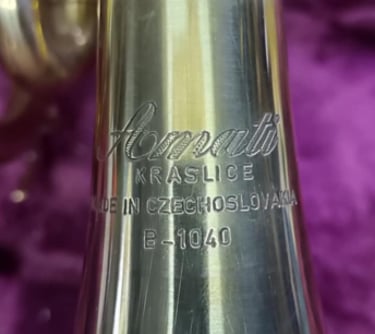 Amati
KRASLICE
MADE IN CZECHOSLOVAKIA
B-1040